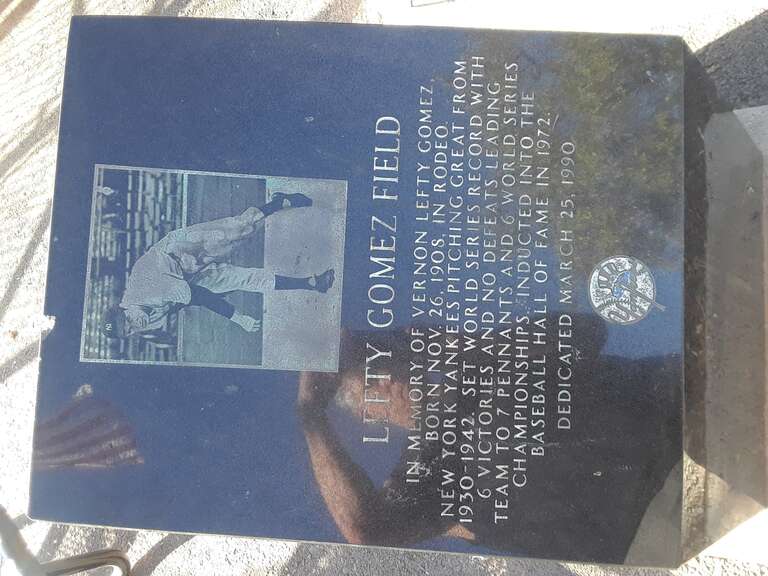 LEFTY GOMEZ FIELD
IN MEMORY OF VERNON LEFTY GOMEZ,
BORN NOV. 26, 1908, IN RODEO.
NEW YORK YANKEES PITCHING GREAT FROM
1930-1942. SET WORLD SERIES RECORD WITH
6 VICTORIES AND NO DEFEATS LEADING
TEAM TO 7 PENNANTS AND 6 WORLD SERIES
CHAMPIONSHIPS. INDUCTED INTO THE
BASEBALL HALL OF FAME IN 1972.
DEDICATED MARCH 25, 1990